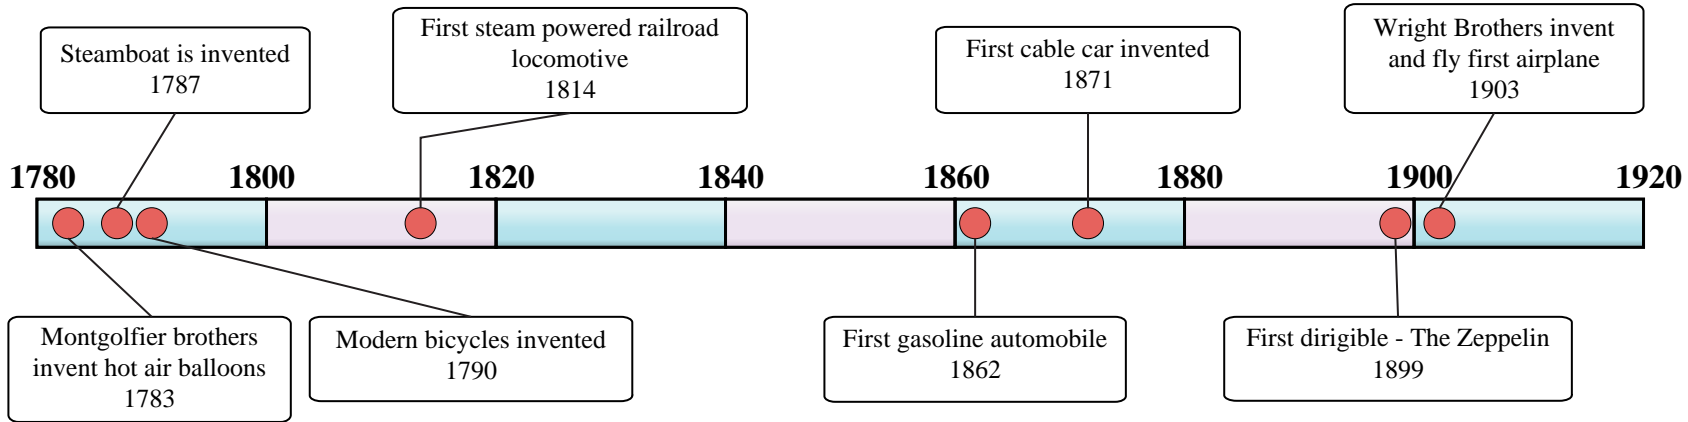 Steamboat is invented
1787
First steam powered railroad
locomotive
1814
First cable car invented
1871
Wright Brothers invent
and fly first airplane
1903
1780
1800
1820
1840
1860
1880
1900
1920
Montgolfier brothers
invent hot air balloons
1783
Modern bicycles invented
1790
First gasoline automobile
1862
First dirigible - The Zeppelin
1899